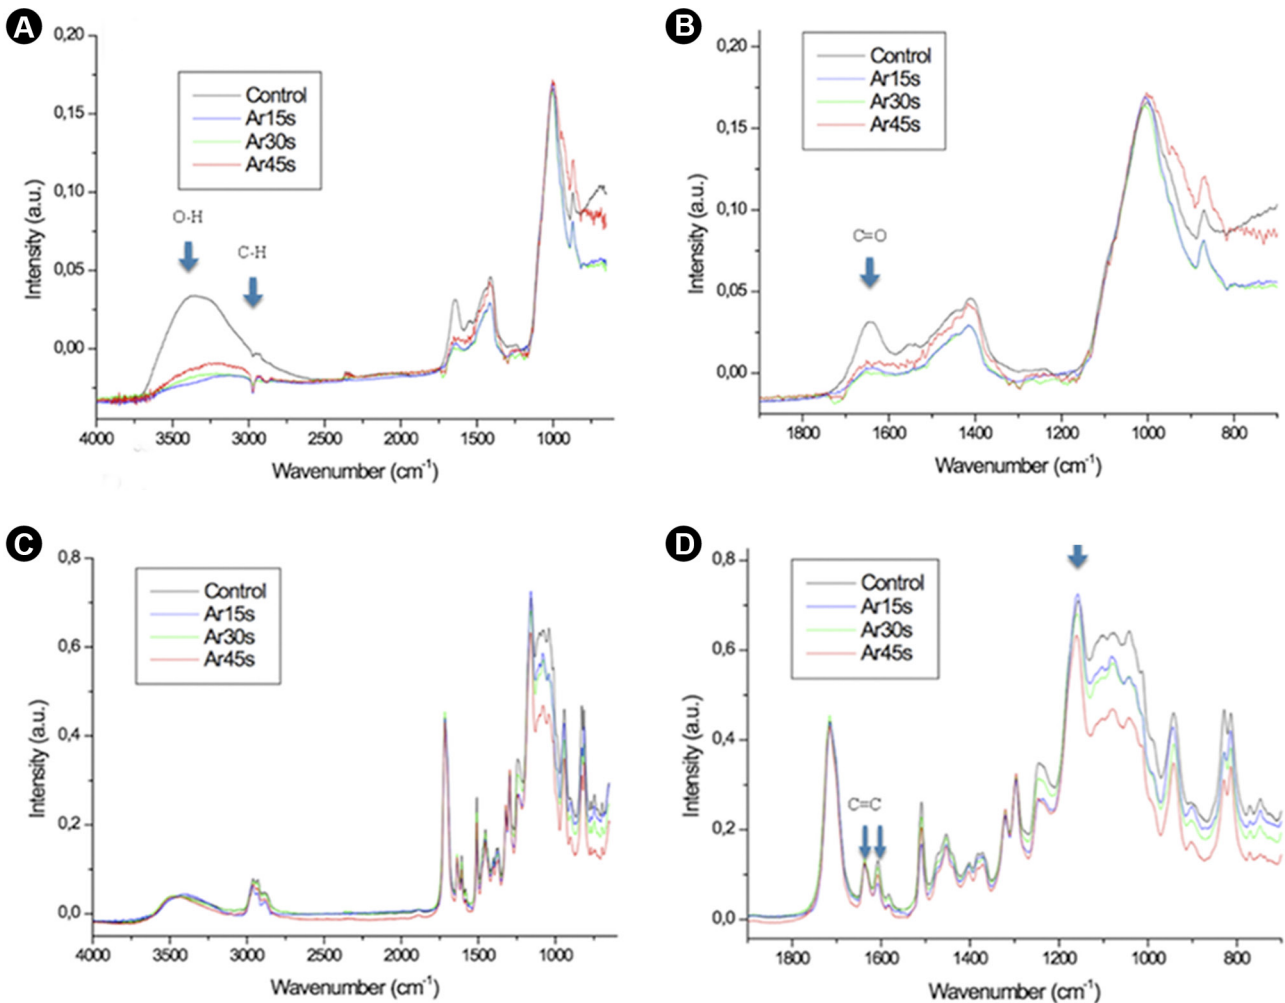 A
0,20
0,15
0,10
0,05
0,00
Intensity (a.u.)
Control
Ar15s
Ar30s
Ar45s
O-H
C-H
4000 3500 3000 2500 2000 1500 1000
Wavenumber (cm-1)
B
0,20
0,15
0,10
0,05
0,00
Intensity (a.u.)
Control
Ar15s
Ar30s
Ar45s
C=O
1800 1600 1400 1200 1000 800
Wavenumber (cm-1)
C
0,8
0,6
0,4
0,2
0,0
Intensity (a.u.)
Control
Ar15s
Ar30s
Ar45s
4000 3500 3000 2500 2000 1500 1000
Wavenumber (cm-1)
D
0,8
0,6
0,4
0,2
0,0
Intensity (a.u.)
Control
Ar15s
Ar30s
Ar45s
C=C
1800 1600 1400 1200 1000 800
Wavenumber (cm-1)